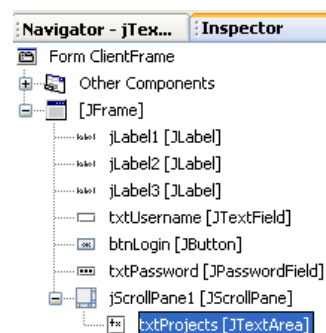 Navigator - jTex... Inspector
Form ClientFrame
Other Components
[JFrame]
jLabel1 [JLabel]
jLabel2 [JLabel]
jLabel3 [JLabel]
txtUsername [JTextField]
btnLogin [JButton]
txtPassword [JPasswordField]
jScrollPane1 [JScrollPane]
txtProjects [JTextArea]